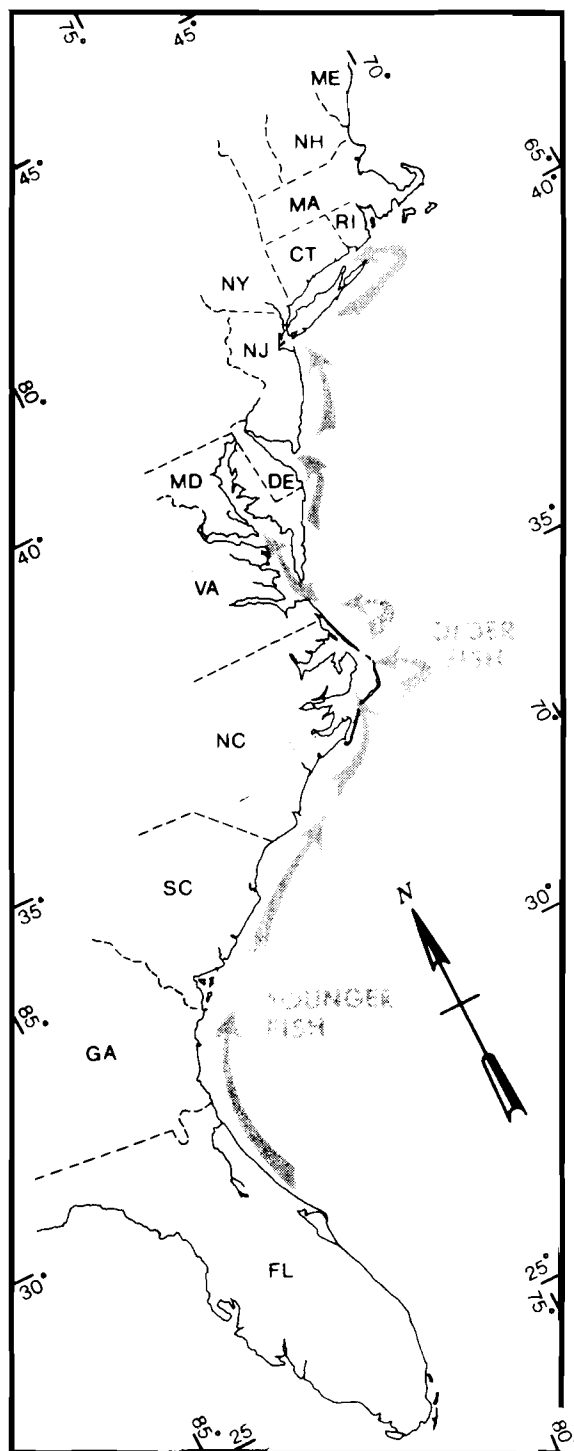 75°
45°
70°
ME
NH
45°
65°
40°
MA
RI
CT
NY
NJ
80°
MD
DE
35°
40°
VA
OLDER
FISH
70°
NC
SC
N
35°
30°
YOUNGER
FISH
85°
GA
FL
25°
30°
75°
85°
25
80